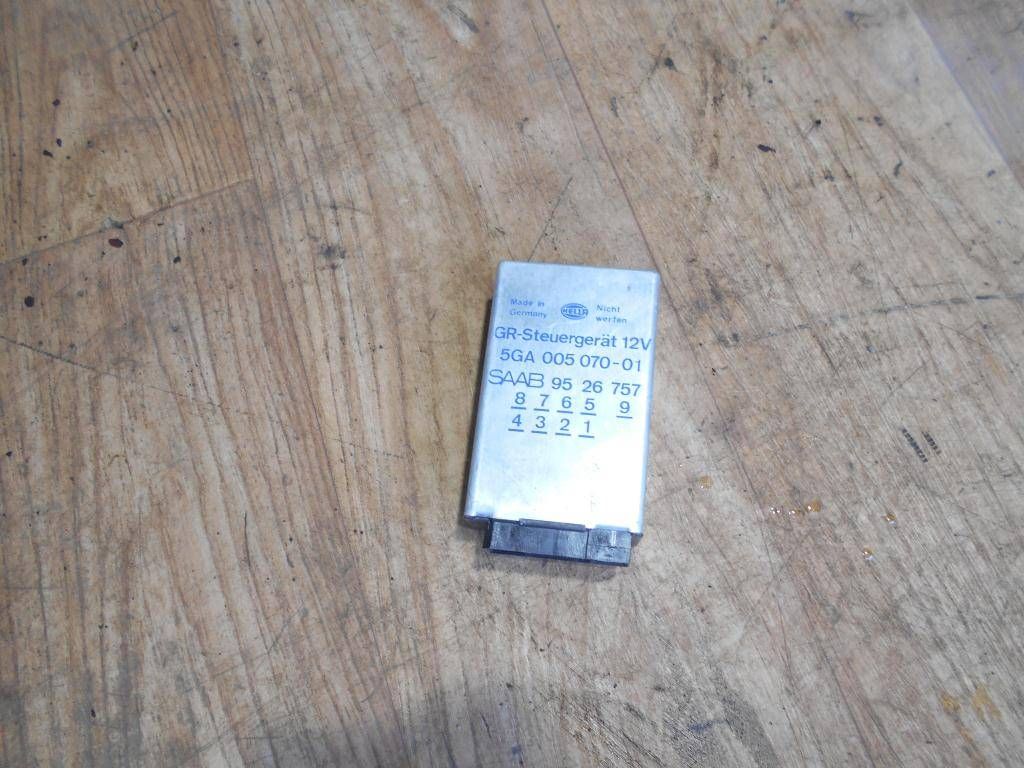 Made in Germany HELLA Nicht werfen
GR-Steuergerät 12V
5GA 005 070-01
SAAB 95 26 757
8 7 6 5 9
4 3 2 1